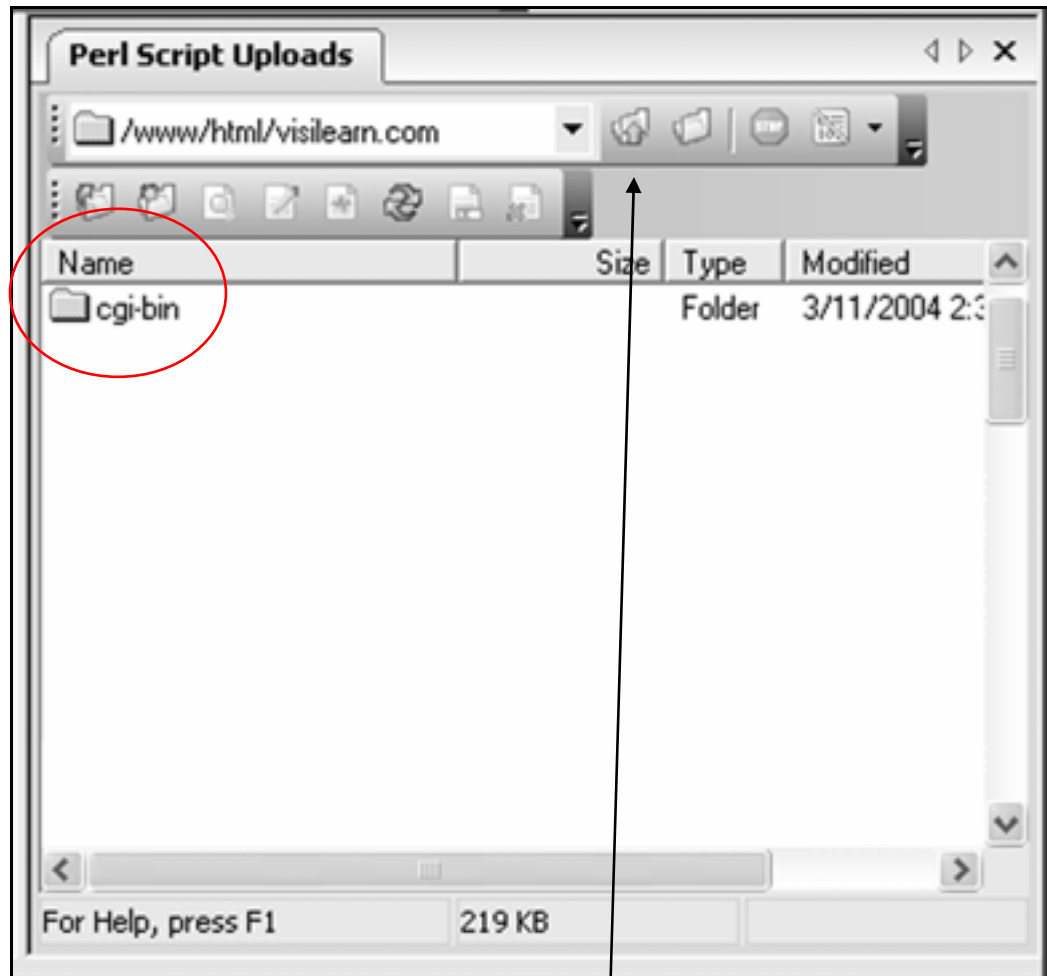 Perl Script Uploads
/www/html/visilearn.com
Name Size Type Modified
cgi-bin Folder 3/11/2004 2:3
For Help, press F1 219 KB